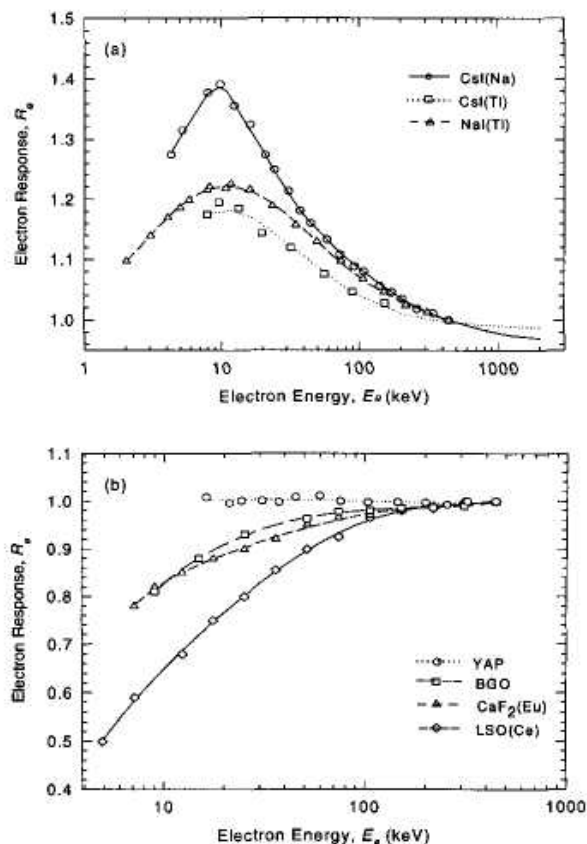 (a)
CsI(Na)
CsI(Tl)
NaI(Tl)
1.5
1.4
1.3
1.2
1.1
1.0
Electron Response, Re
1 10 100 1000
Electron Energy, Ee (keV)
(b)
1.1
1.0
0.9
0.8
0.7
0.6
0.5
0.4
Electron Response, Re
YAP
BGO
CaF2(Eu)
LSO(Ce)
10 100 1000
Electron Energy, Ee (keV)